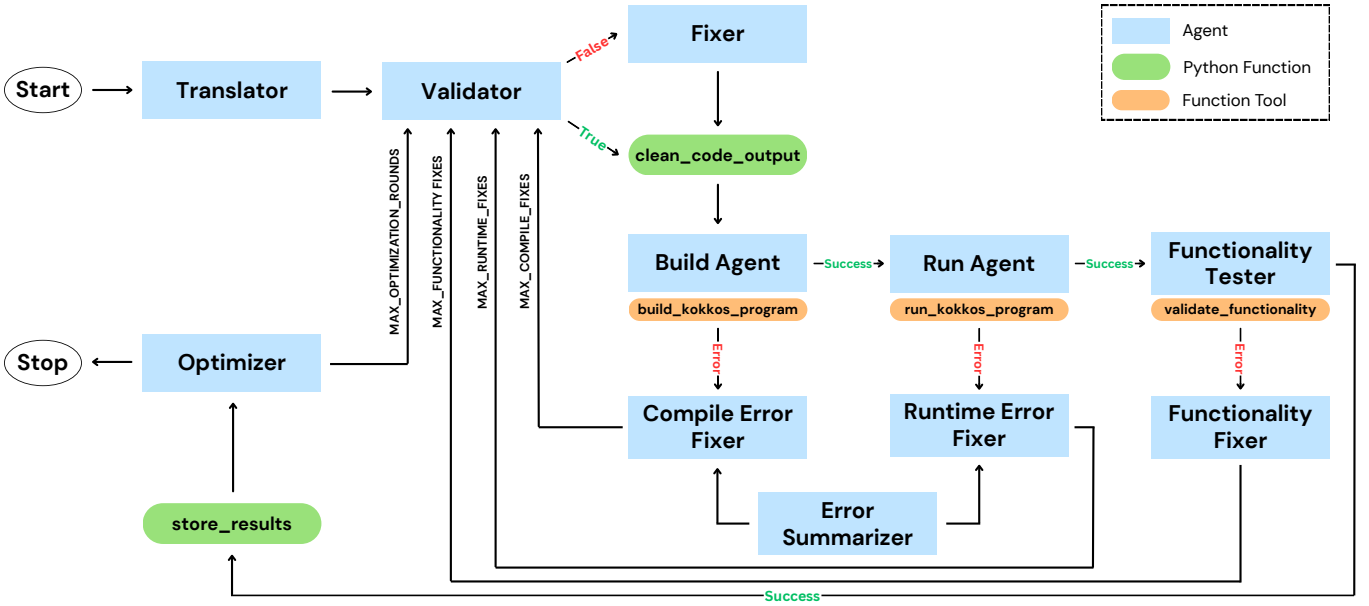 Fixer
Agent
Python Function
Function Tool
Start
Translator
Validator
False
True
clean_code_output
MAX_OPTIMIZATION_ROUNDS
MAX_FUNCTIONALITY FIXES
MAX_RUNTIME_FIXES
MAX_COMPILE_FIXES
Build Agent
Success
Run Agent
Success
Functionality
Tester
build_kokkos_program
run_kokkos_program
validate_functionality
Error
Error
Error
Stop
Optimizer
Compile Error
Fixer
Runtime Error
Fixer
Functionality
Fixer
store_results
Error
Summarizer
Success